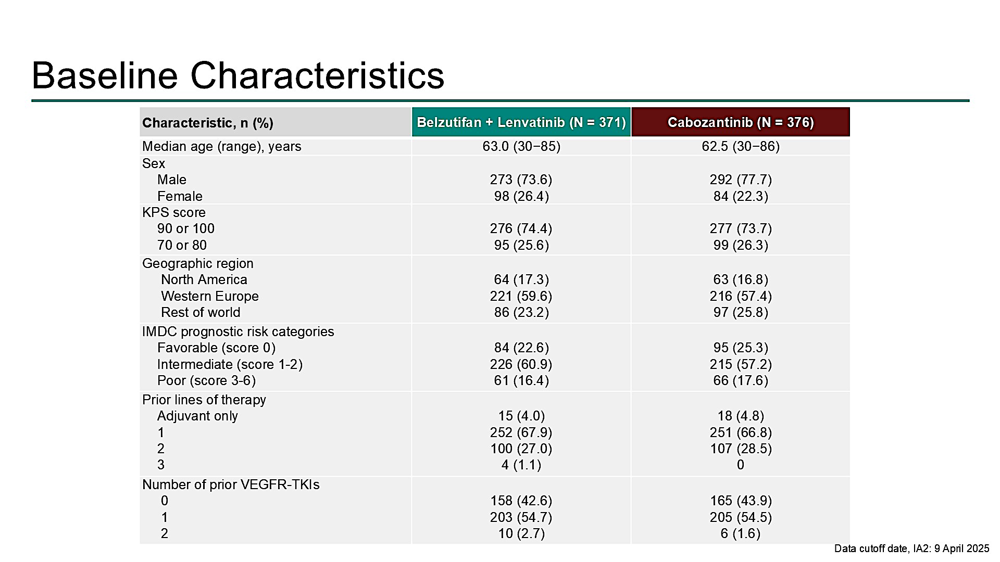 Baseline Characteristics
Characteristic, n (%) Belzutifan + Lenvatinib (N = 371) Cabozantinib (N = 376)
Median age (range), years 63.0 (30−85) 62.5 (30−86)
Sex
Male 273 (73.6) 292 (77.7)
Female 98 (26.4) 84 (22.3)
KPS score
90 or 100 276 (74.4) 277 (73.7)
70 or 80 95 (25.6) 99 (26.3)
Geographic region
North America 64 (17.3) 63 (16.8)
Western Europe 221 (59.6) 216 (57.4)
Rest of world 86 (23.2) 97 (25.8)
IMDC prognostic risk categories
Favorable (score 0) 84 (22.6) 95 (25.3)
Intermediate (score 1-2) 226 (60.9) 215 (57.2)
Poor (score 3-6) 61 (16.4) 66 (17.6)
Prior lines of therapy
Adjuvant only 15 (4.0) 18 (4.8)
1 252 (67.9) 251 (66.8)
2 100 (27.0) 107 (28.5)
3 4 (1.1) 0
Number of prior VEGFR-TKIs
0 158 (42.6) 165 (43.9)
1 203 (54.7) 205 (54.5)
2 10 (2.7) 6 (1.6)
Data cutoff date, IA2: 9 April 2025